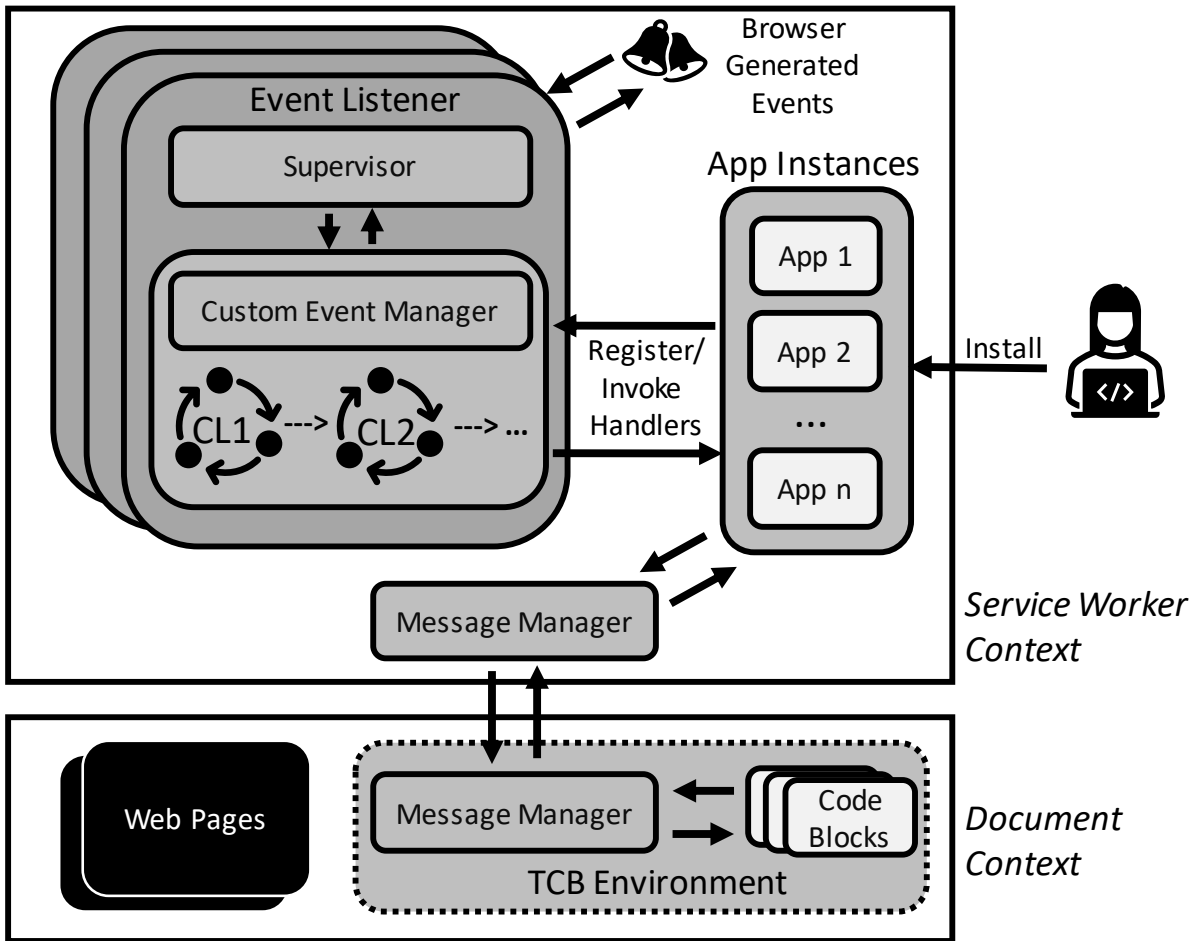 Browser
Generated
Events
Event Listener
Supervisor
App Instances
App 1
Custom Event Manager
Register/
Invoke
Handlers
App 2
Install
</>
CL1
--->
CL2
---> ...
...
App n
Message Manager
Service Worker
Context
Web Pages
Message Manager
Code
Blocks
TCB Environment
Document
Context